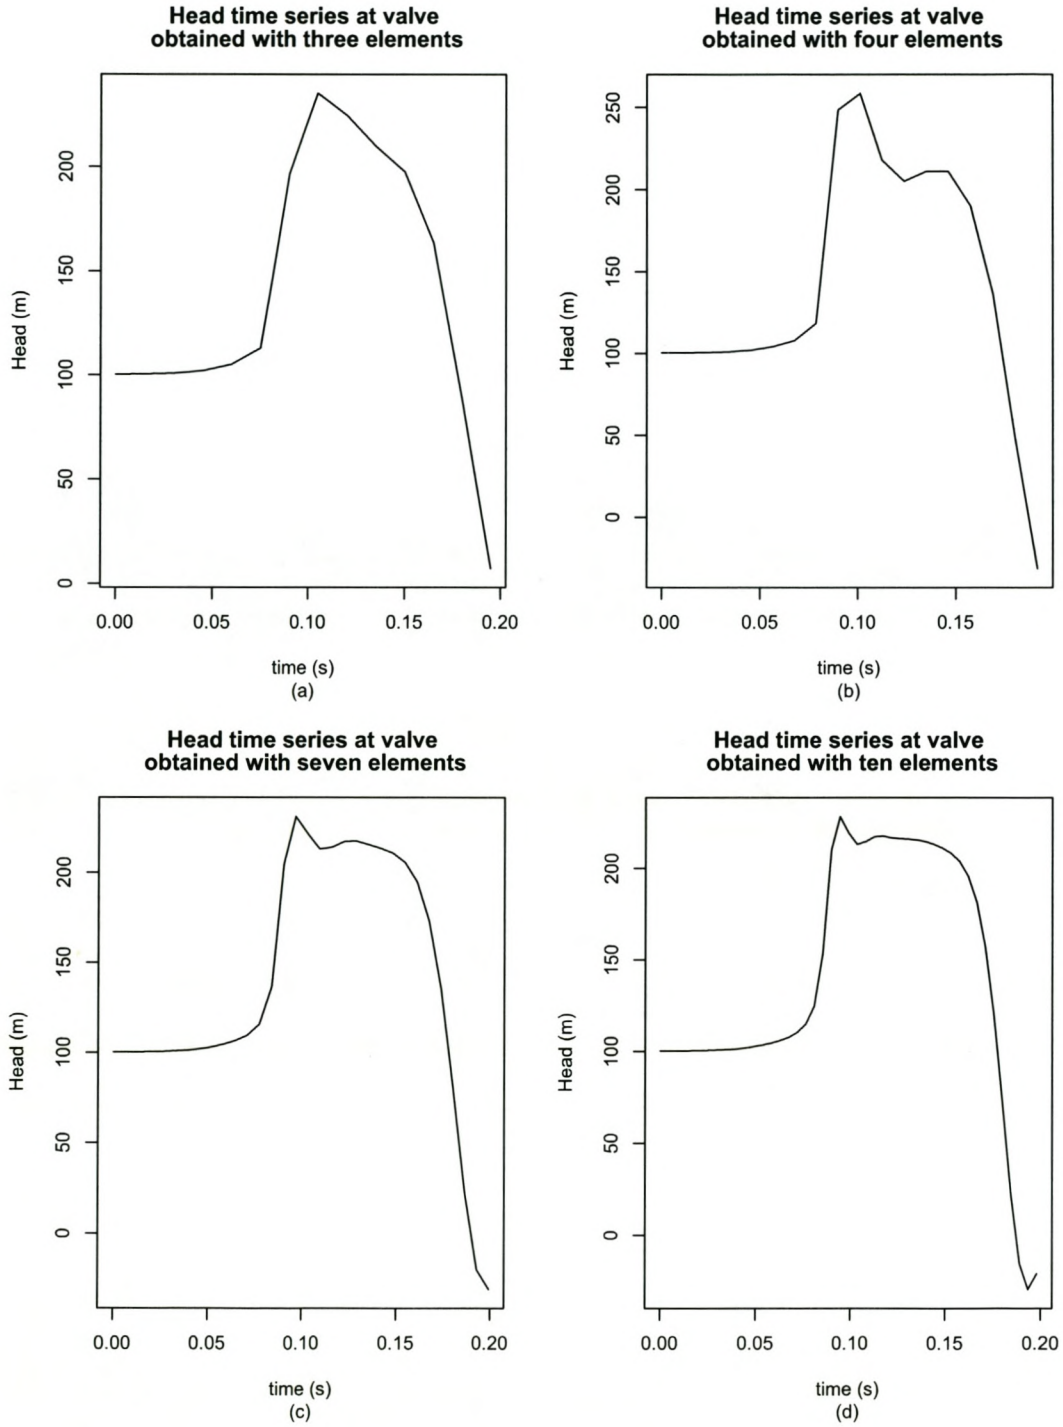 Head time series at valve
obtained with three elements
Head (m)
200
150
100
50
0
0.00 0.05 0.10 0.15 0.20
time (s)
(a)
Head time series at valve
obtained with four elements
Head (m)
250
200
150
100
50
0
0.00 0.05 0.10 0.15
time (s)
(b)
Head time series at valve
obtained with seven elements
Head (m)
200
150
100
50
0
0.00 0.05 0.10 0.15 0.20
time (s)
(c)
Head time series at valve
obtained with ten elements
Head (m)
200
150
100
50
0
0.00 0.05 0.10 0.15 0.20
time (s)
(d)